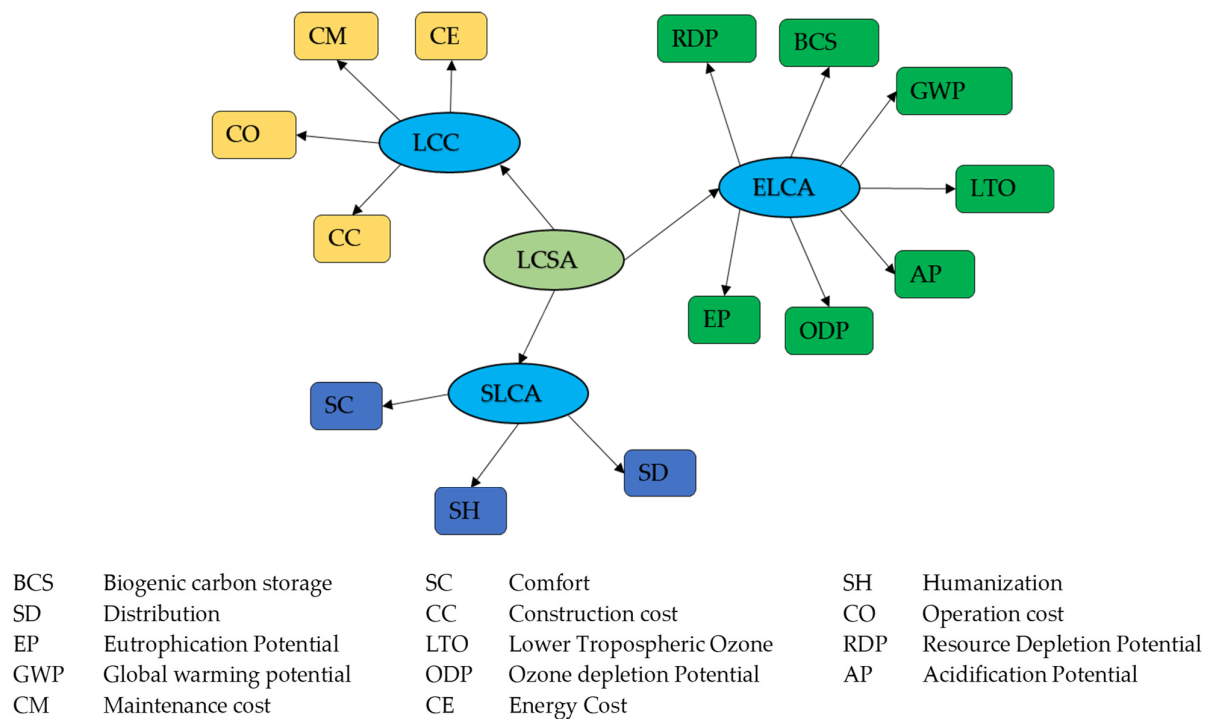 CM
CE
RDP
BCS
GWP
CO
LCC
ELCA
LTO
CC
LCSA
AP
EP
ODP
SLCA
SC
SD
SH
BCS Biogenic carbon storage SC Comfort SH Humanization
SD Distribution CC Construction cost CO Operation cost
EP Eutrophication Potential LTO Lower Tropospheric Ozone RDP Resource Depletion Potential
GWP Global warming potential ODP Ozone depletion Potential AP Acidification Potential
CM Maintenance cost CE Energy Cost